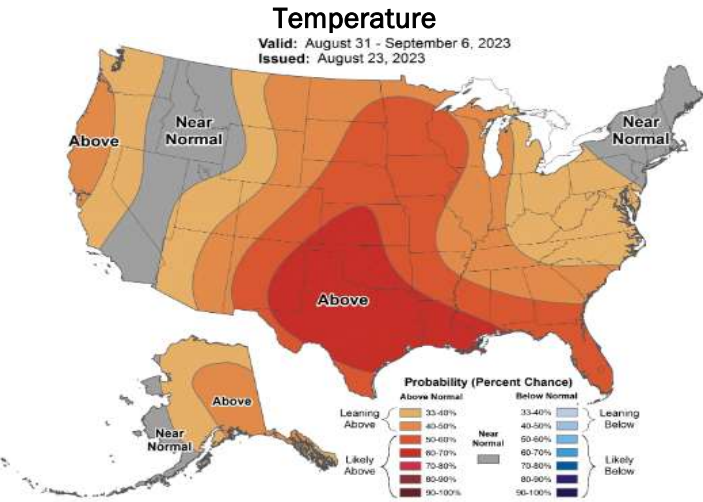 Temperature
Valid: August 31 - September 6, 2023
Issued: August 23, 2023
Above
Near
Normal
Near
Normal
Above
Above
Near
Normal
Probability (Percent Chance)
Above Normal
Below Normal
Leaning
Above
33-40%
40-50%
Likely
Above
50-60%
60-70%
70-80%
80-90%
90-100%
Near
Normal
33-40%
40-50%
Leaning
Below
50-60%
60-70%
70-80%
80-90%
90-100%
Likely
Below